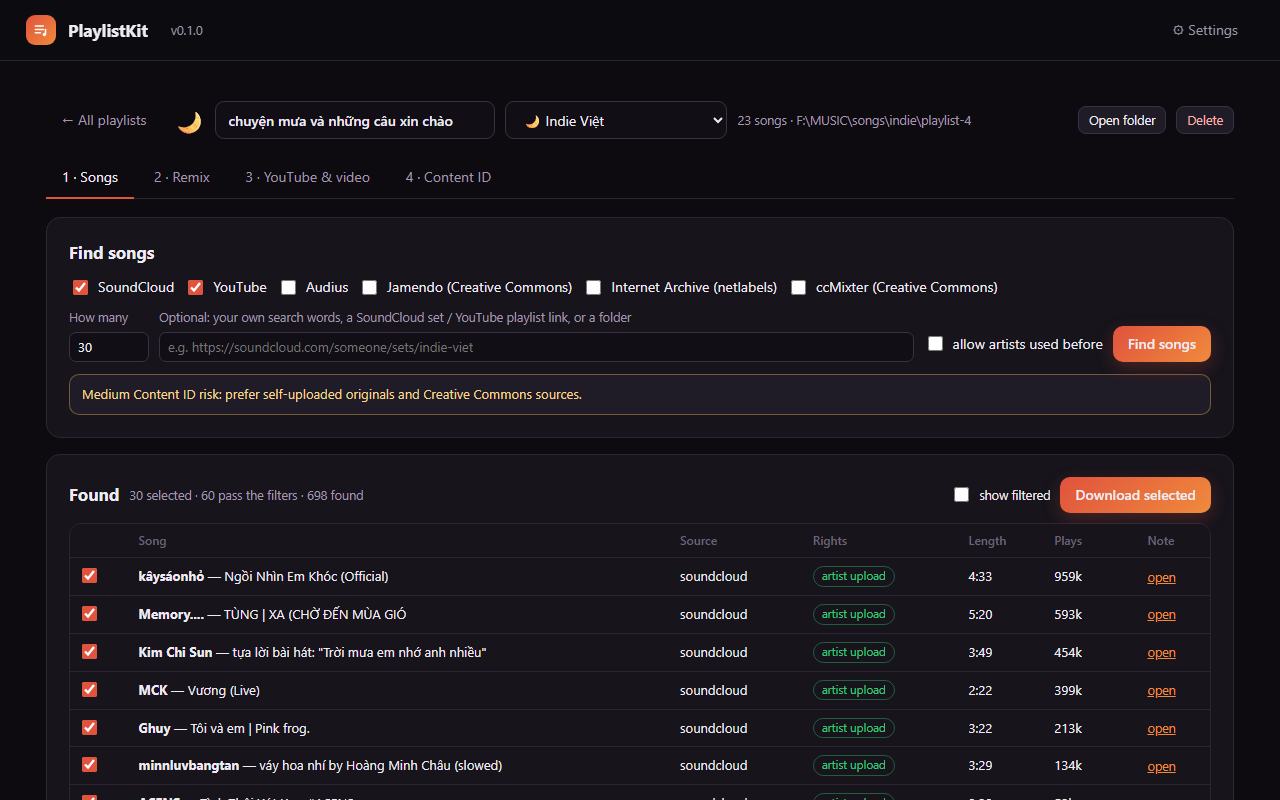 PlaylistKit v0.1.0 Settings
← All playlists chuyện mưa và những câu xin chào Indie Việt 23 songs · F:\MUSIC\songs\indie\playlist-4 Open folder Delete
1 · Songs 2 · Remix 3 · YouTube & video 4 · Content ID
Find songs
SoundCloud YouTube Audius Jamendo (Creative Commons) Internet Archive (netlabels) ccMixter (Creative Commons)
How many Optional: your own search words, a SoundCloud set / YouTube playlist link, or a folder
30 e.g. https://soundcloud.com/someone/sets/indie-viet allow artists used before Find songs
Medium Content ID risk: prefer self-uploaded originals and Creative Commons sources.
Found 30 selected · 60 pass the filters · 698 found show filtered Download selected
Song Source Rights Length Plays Note
kâysáonhỏ — Ngồi Nhìn Em Khóc (Official) soundcloud artist upload 4:33 959k open
Memory.... — TÙNG | XA (CHỜ ĐẾN MÙA GIÓ soundcloud artist upload 5:20 593k open
Kim Chi Sun — tựa lời bài hát: "Trời mưa em nhớ anh nhiều" soundcloud artist upload 3:49 454k open
MCK — Vương (Live) soundcloud artist upload 2:22 399k open
Ghuy — Tôi và em | Pink frog. soundcloud artist upload 3:22 213k open
minnluvbangtan — váy hoa nhí by Hoàng Minh Châu (slowed) soundcloud artist upload 3:29 134k open